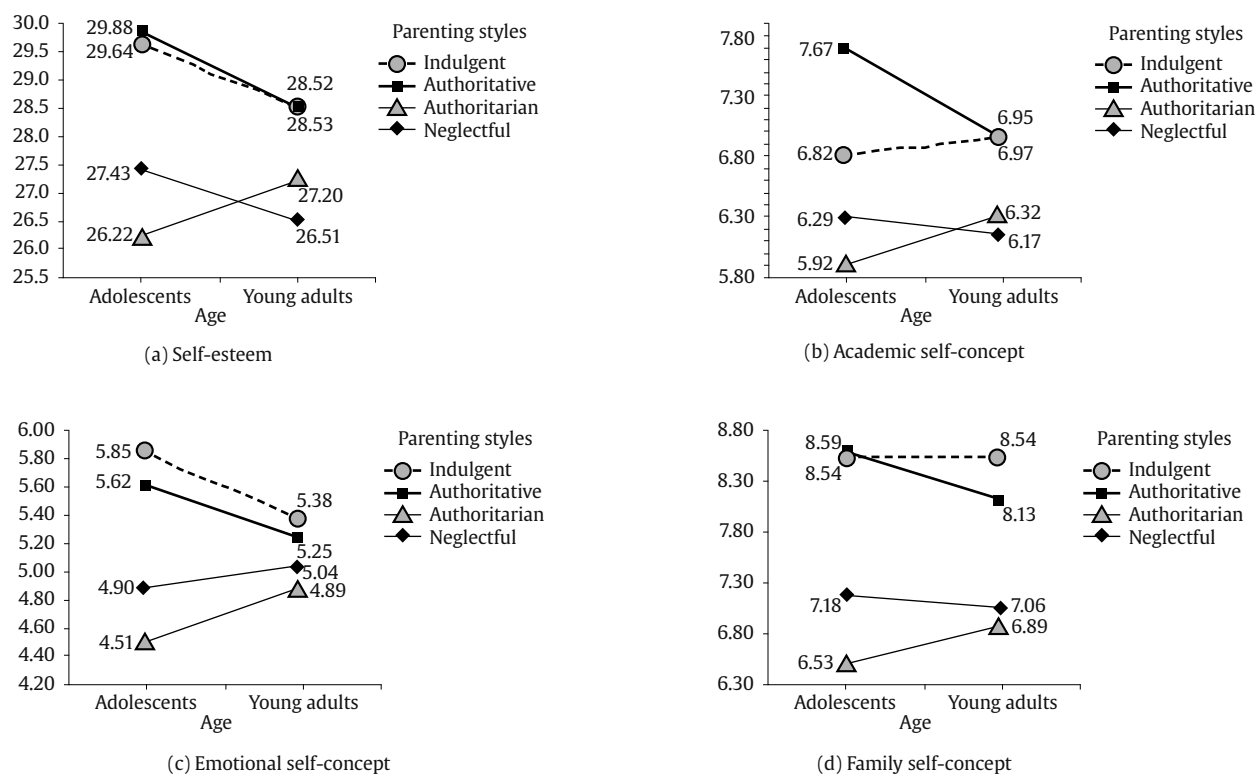 30.0
29.5
29.0
28.5
28.0
27.5
27.0
26.5
26.0
25.5
29.88
29.64
28.52
28.53
27.43
27.20
26.22
26.51
Adolescents
Young adults
Age
Parenting styles
Indulgent
Authoritative
Authoritarian
Neglectful
(a) Self-esteem
7.80
7.30
6.80
6.30
5.80
7.67
6.95
6.82
6.97
6.29
6.32
6.17
5.92
Adolescents
Young adults
Age
Parenting styles
Indulgent
Authoritative
Authoritarian
Neglectful
(b) Academic self-concept
6.00
5.80
5.60
5.40
5.20
5.00
4.80
4.60
4.40
4.20
5.85
5.62
5.38
5.25
5.04
4.90
4.89
4.51
Adolescents
Young adults
Age
Parenting styles
Indulgent
Authoritative
Authoritarian
Neglectful
(c) Emotional self-concept
8.80
8.30
7.80
7.30
6.80
6.30
8.59
8.54
8.54
8.13
7.18
7.06
6.89
6.53
Adolescents
Young adults
Age
Parenting styles
Indulgent
Authoritative
Authoritarian
Neglectful
(d) Family self-concept